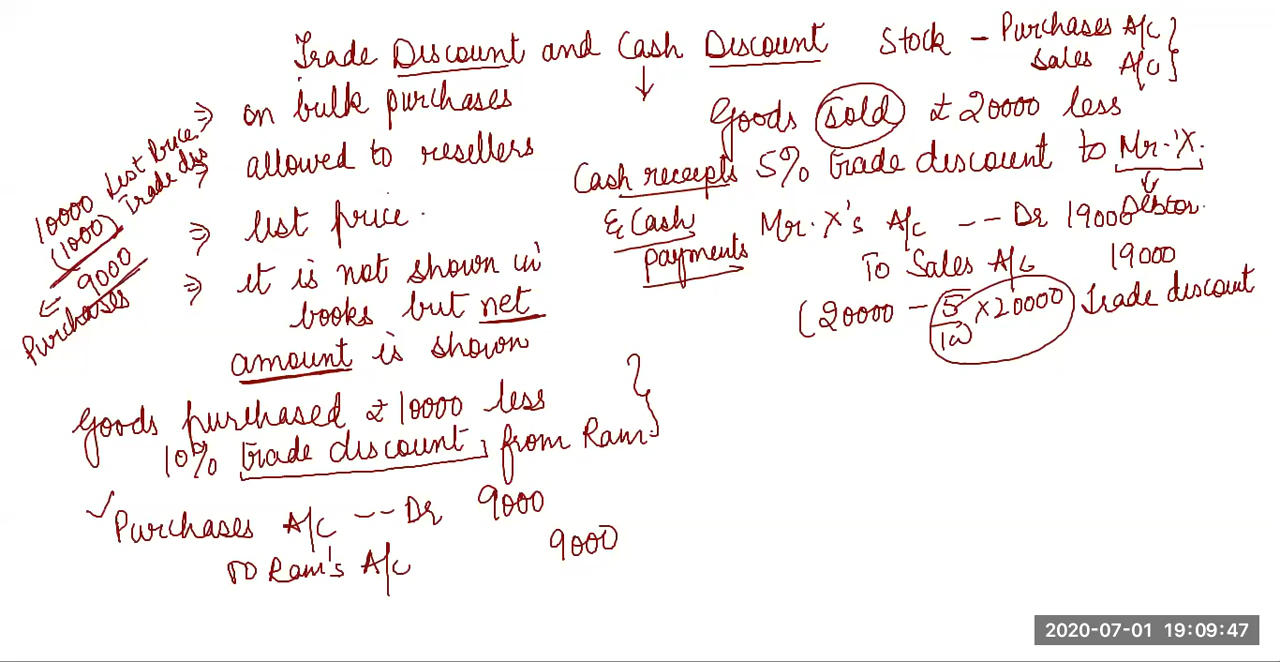 Trade Discount and Cash Discount
Stock - Purchases A/c }
Sales A/c }
⇒ on bulk purchases
⇒ allowed to resellers
⇒ list price.
⇒ it is not shown in
books but net
amount is shown
10000 List Price
(1000) Trade dis
9000
← Purchases
Goods purchased ₹ 10000 less
10% trade discount, from Ram }
✓ Purchases A/c -- Dr 9000
To Ram's A/c 9000
↓
Cash receipts
& Cash
payments
Goods sold ₹ 20000 less
5% trade discount to Mr. 'X.
↓
Debtor.
Mr. X's A/c -- Dr 19000
To Sales A/c 19000
(20000 - 5/100 × 20000) Trade discount
2020-07-01 19:09:47